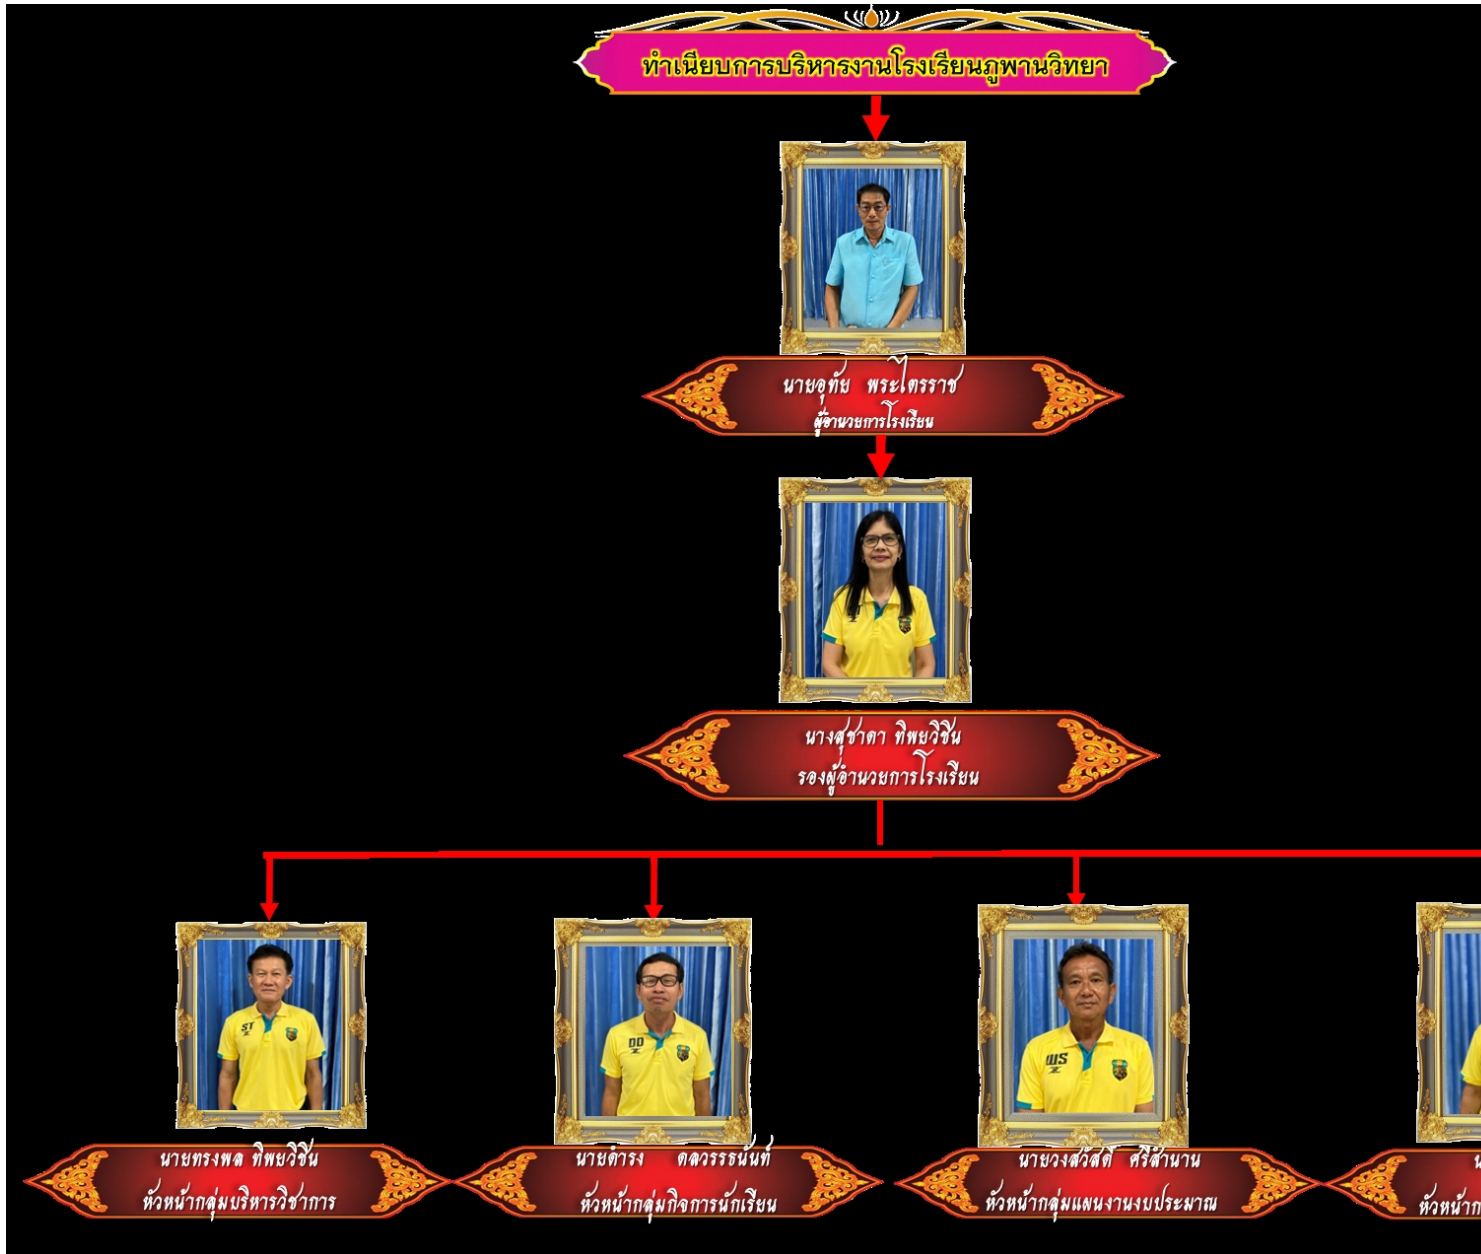 ทำเนียบการบริหารงานโรงเรียนภูพานวิทยา
นายอุทัย พระไตรราช
ผู้อำนวยการโรงเรียน
นางสุชาดา ทิพยวิชิน
รองผู้อำนวยการโรงเรียน
ST
DD
WS
นายทรงพล ทิพยวิชิน
หัวหน้ากลุ่มบริหารวิชาการ
นายดำรง ดลวรรธนันท์
หัวหน้ากลุ่มกิจการนักเรียน
นายวงสวัสดิ์ ศรีสำนาน
หัวหน้ากลุ่มแผนงานงบประมาณ
หัวหน้าก